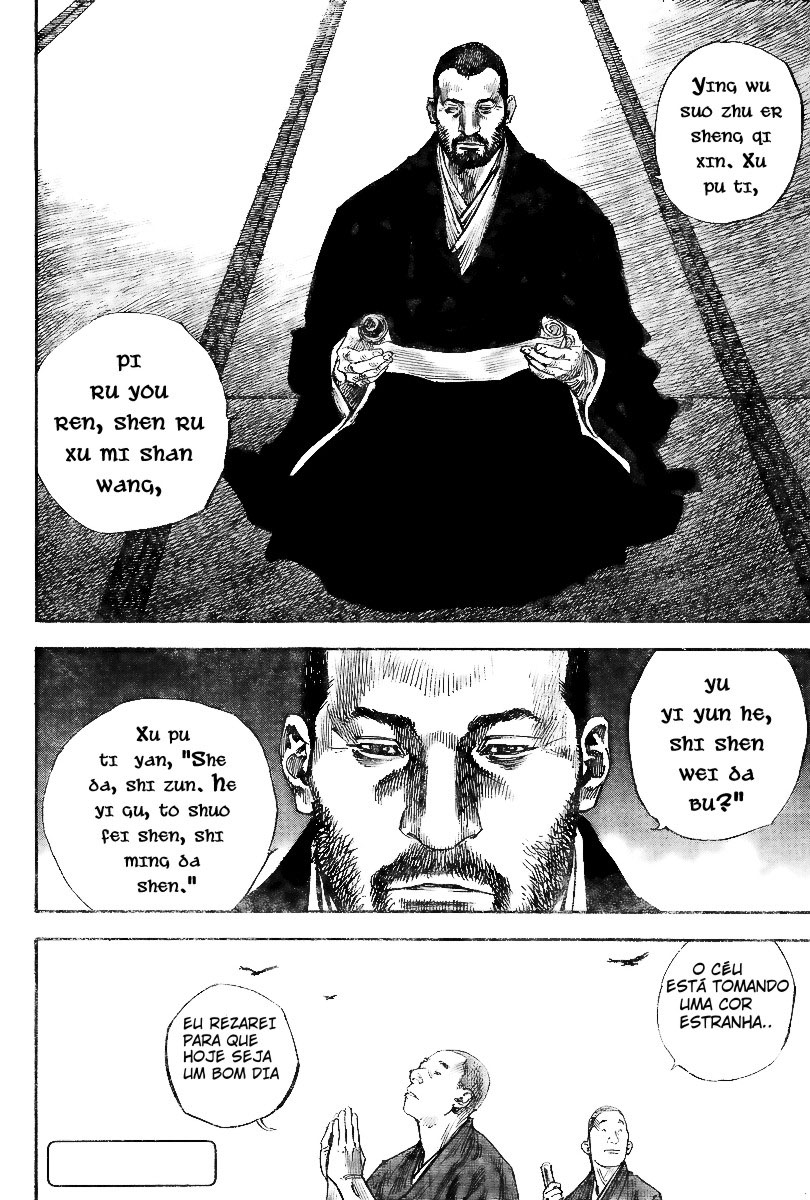 Ying wu
suo zhu er
sheng qi
xin. Xu
pu ti,
pi
ru you
ren, shen ru
xu mi shan
wang,
yu
yi yun he,
shi shen
wei da
bu?"
Xu pu
ti yan, "She
da, shi zun. he
yi gu, to shuo
fei shen, shi
ming da
shen."
O CÉU
ESTÁ TOMANDO
UMA COR
ESTRANHA..
EU REZAREI
PARA QUE
HOJE SEJA
UM BOM DIA